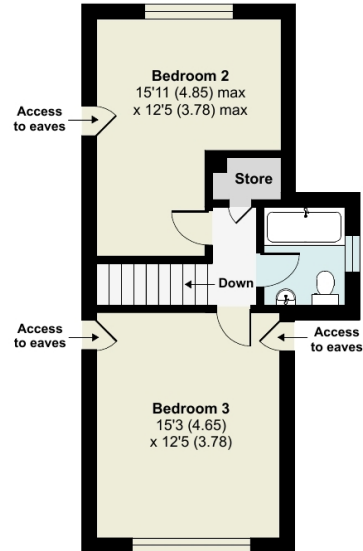 Bedroom 2
15'11 (4.85) max
x 12'5 (3.78) max
Access
to eaves
Store
Down
Access
to eaves
Access
to eaves
Bedroom 3
15'3 (4.65)
x 12'5 (3.78)